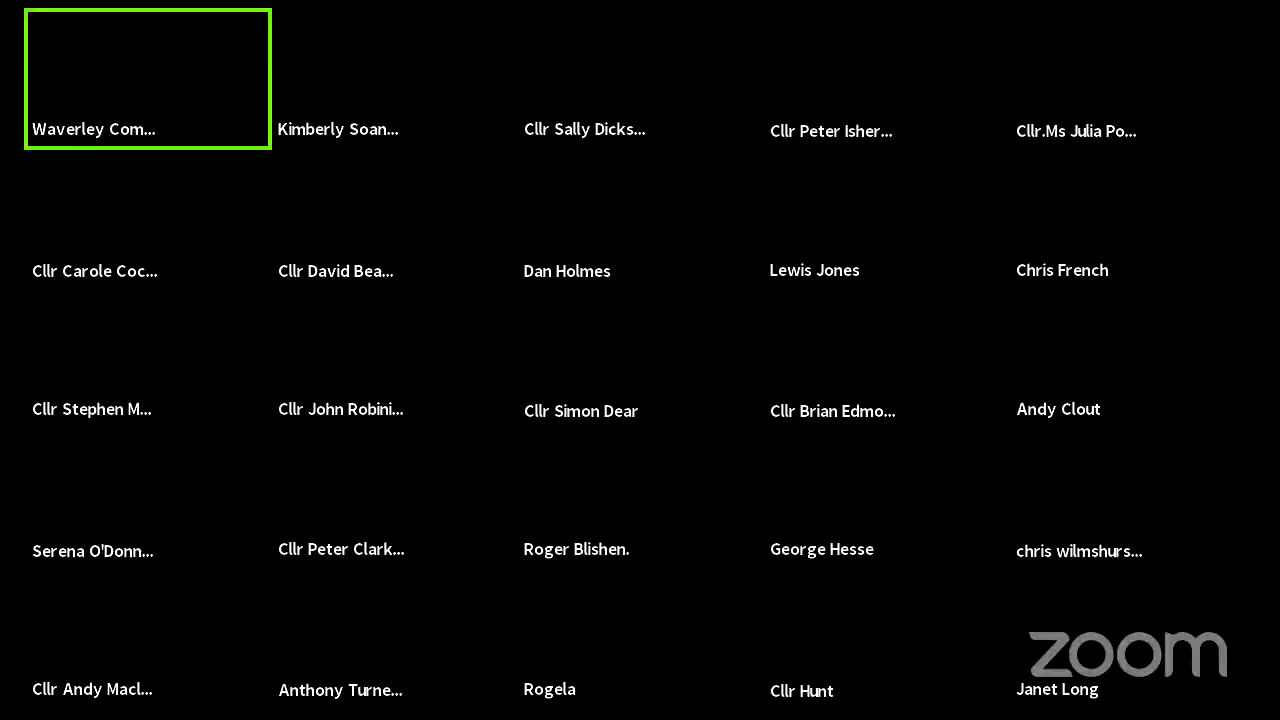 Waverley Com...
Kimberly Soan...
Cllr Sally Dicks...
Cllr Peter Isher...
Cllr.Ms Julia Po...
Cllr Carole Coc...
Cllr David Bea...
Dan Holmes
Lewis Jones
Chris French
Cllr Stephen M...
Cllr John Robini...
Cllr Simon Dear
Cllr Brian Edmo...
Andy Clout
Serena O'Donn...
Cllr Peter Clark...
Roger Blishen.
George Hesse
chris wilmshurs...
Cllr Andy Macl...
Anthony Turne...
Rogela
Cllr Hunt
zoom
Janet Long